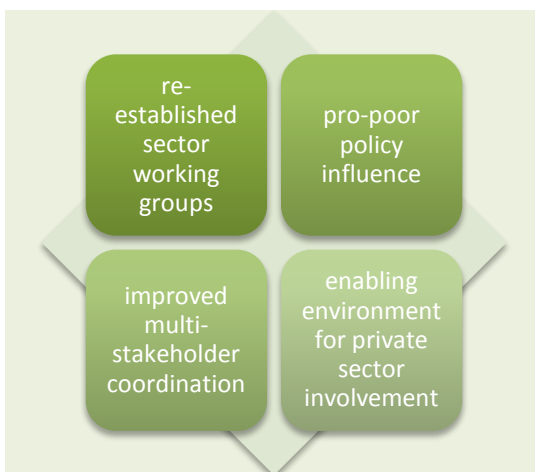 re-
established
sector
working
groups
pro-poor
policy
influence
improved
multi-
stakeholder
coordination
enabling
environment
for private
sector
involvement